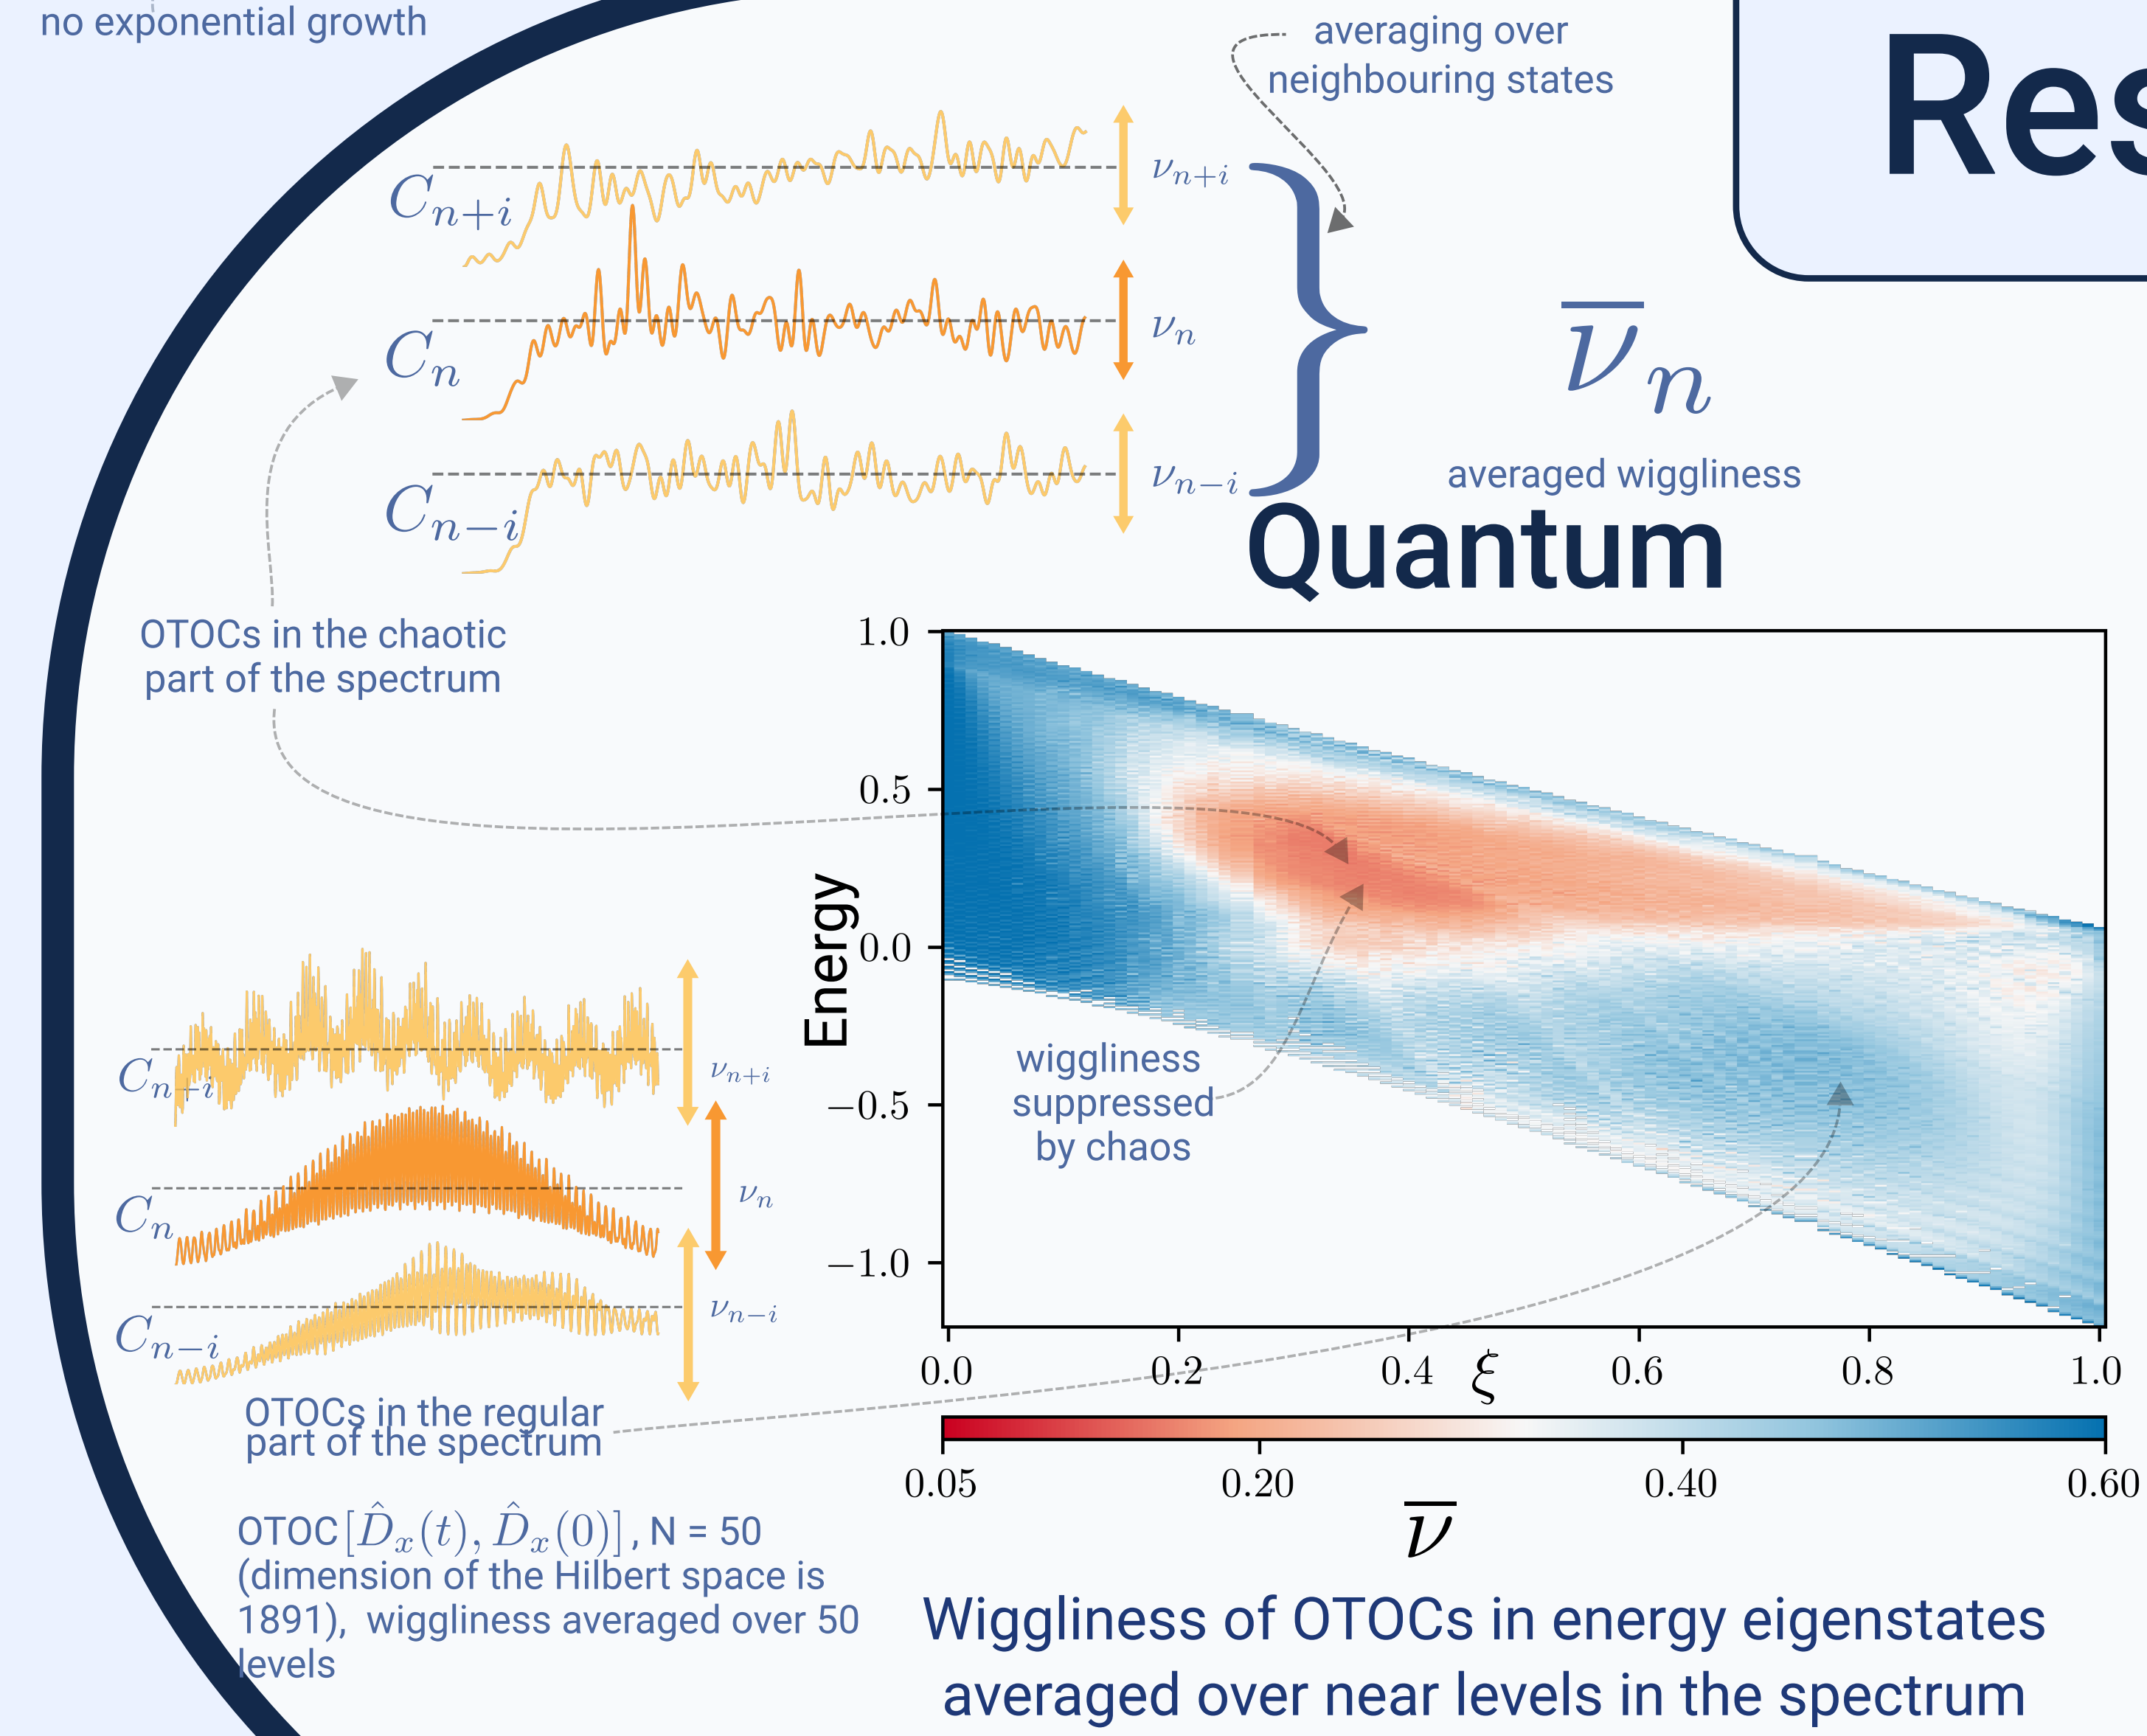 no exponential growth
averaging over
neighbouring states
Res
C_{n+i}
ν_{n+i}
C_n
ν_n
C_{n−i}
ν_{n−i}
ν̅_n
averaged wiggliness
Quantum
OTOCs in the chaotic
part of the spectrum
1.0
0.5
0.0
−0.5
−1.0
Energy
wiggliness
suppressed
by chaos
C_{n+i}
ν_{n+i}
C_n
ν_n
C_{n−i}
ν_{n−i}
0.0 0.2 0.4 ξ 0.6 0.8 1.0
OTOCs in the regular
part of the spectrum
0.05 0.20 0.40 0.60
ν̅
OTOC [D̂_x(t), D̂_x(0)], N = 50
(dimension of the Hilbert space is
1891), wiggliness averaged over 50
levels
Wiggliness of OTOCs in energy eigenstates
averaged over near levels in the spectrum